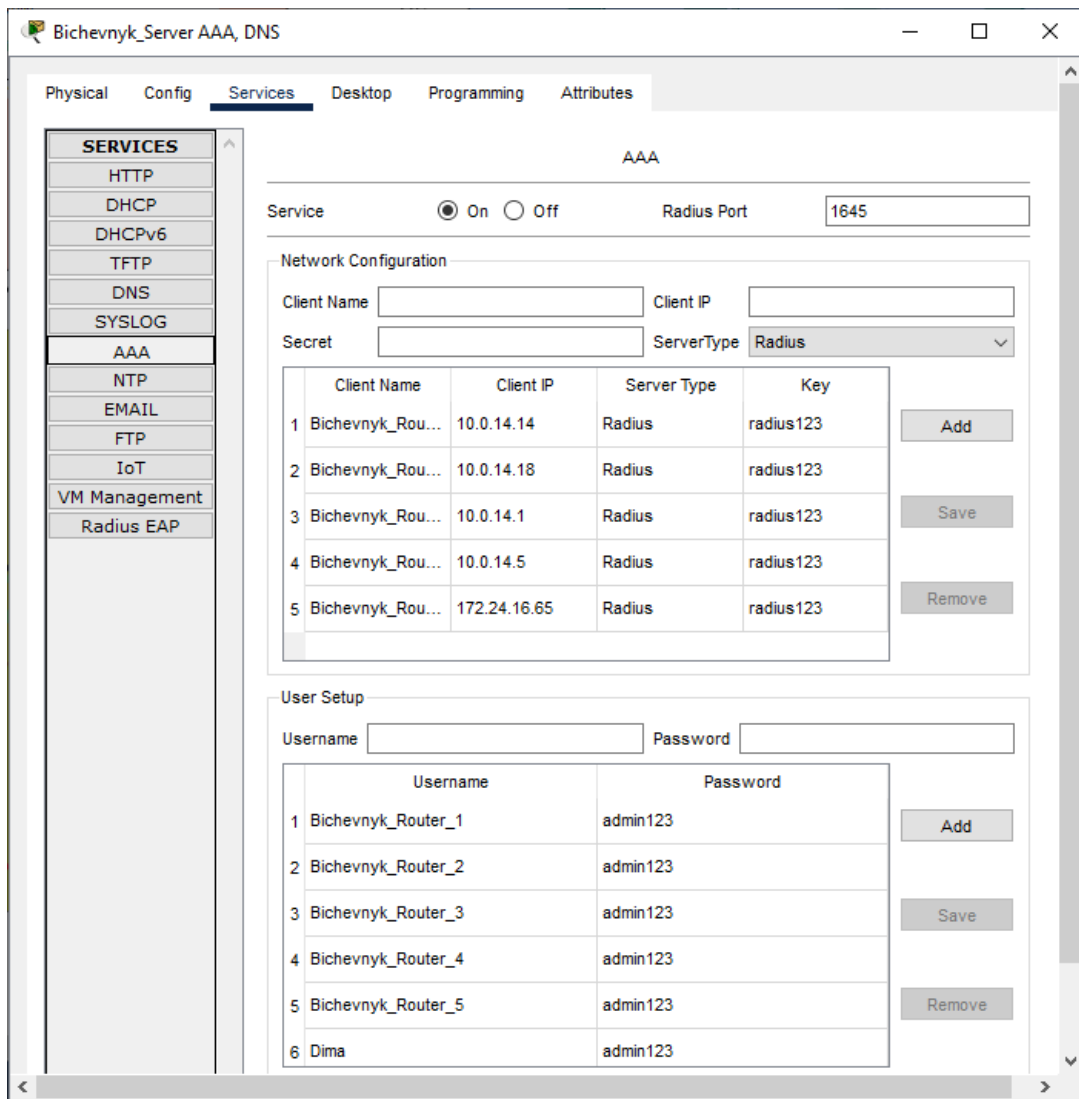 Bichevnyk_Server AAA, DNS
Physical Config Services Desktop Programming Attributes
SERVICES
HTTP
DHCP
DHCPv6
TFTP
DNS
SYSLOG
AAA
NTP
EMAIL
FTP
IoT
VM Management
Radius EAP
AAA
Service On Off Radius Port 1645
Network Configuration
Client Name Client IP
Secret ServerType Radius
Client Name Client IP Server Type Key
1 Bichevnyk_Rou... 10.0.14.14 Radius radius123
2 Bichevnyk_Rou... 10.0.14.18 Radius radius123
3 Bichevnyk_Rou... 10.0.14.1 Radius radius123
4 Bichevnyk_Rou... 10.0.14.5 Radius radius123
5 Bichevnyk_Rou... 172.24.16.65 Radius radius123
Add
Save
Remove
User Setup
Username Password
Username Password
1 Bichevnyk_Router_1 admin123
2 Bichevnyk_Router_2 admin123
3 Bichevnyk_Router_3 admin123
4 Bichevnyk_Router_4 admin123
5 Bichevnyk_Router_5 admin123
6 Dima admin123
Add
Save
Remove